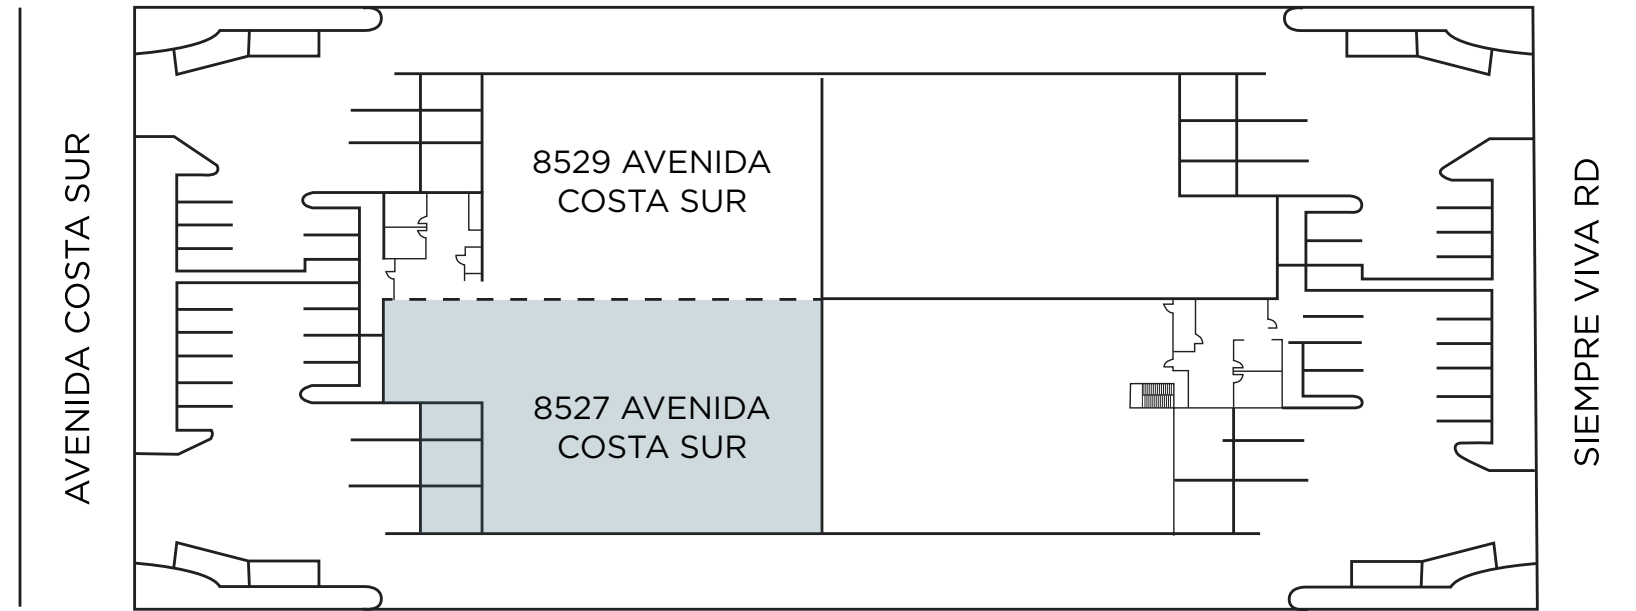 AVENIDA COSTA SUR
8529 AVENIDA
COSTA SUR
8527 AVENIDA
COSTA SUR
SIEMPRE VIVA RD